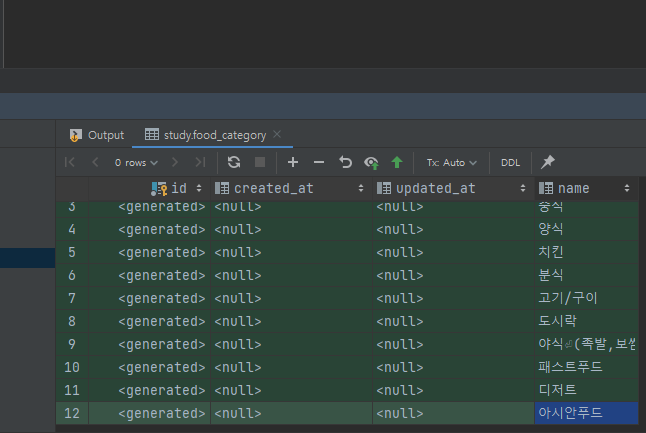 Output study.food_category
0 rows Tx: Auto DDL
id created_at updated_at name
3 <generated> <null> <null> 중식
4 <generated> <null> <null> 양식
5 <generated> <null> <null> 치킨
6 <generated> <null> <null> 분식
7 <generated> <null> <null> 고기/구이
8 <generated> <null> <null> 도시락
9 <generated> <null> <null> 야식⏎(족발,보쌈
10 <generated> <null> <null> 패스트푸드
11 <generated> <null> <null> 디저트
12 <generated> <null> <null> 아시안푸드